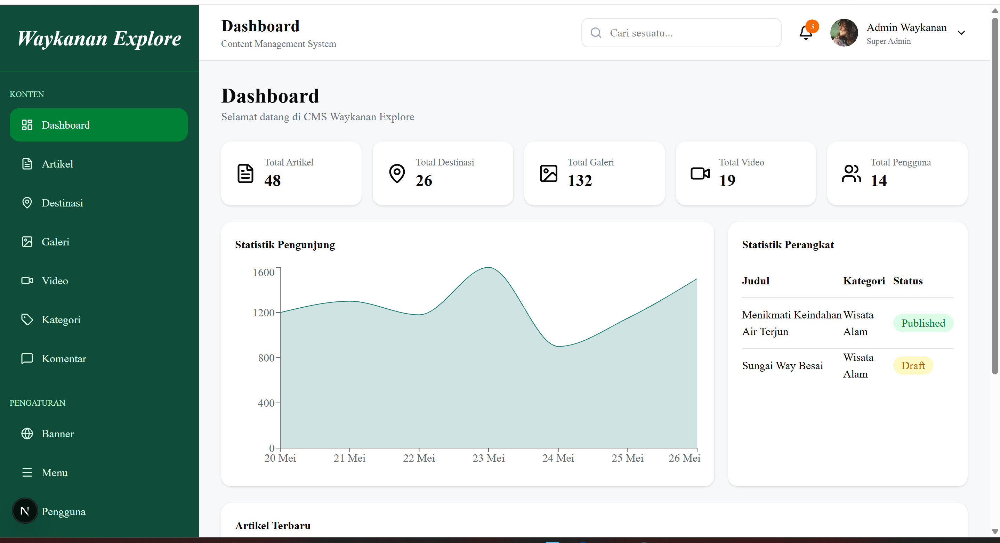 Waykanan Explore
KONTEN
Dashboard
Artikel
Destinasi
Galeri
Video
Kategori
Komentar
PENGATURAN
Banner
Menu
N
Pengguna
Dashboard
Content Management System
Cari sesuatu...
3
Admin Waykanan
Super Admin
Dashboard
Selamat datang di CMS Waykanan Explore
Total Artikel
48
Total Destinasi
26
Total Galeri
132
Total Video
19
Total Pengguna
14
Statistik Pengunjung
1600
1200
800
400
0
20 Mei 21 Mei 22 Mei 23 Mei 24 Mei 25 Mei 26 Mei
Statistik Perangkat
Judul Kategori Status
Menikmati Keindahan Wisata
Air Terjun Alam
Published
Sungai Way Besai
Wisata
Alam
Draft
Artikel Terbaru